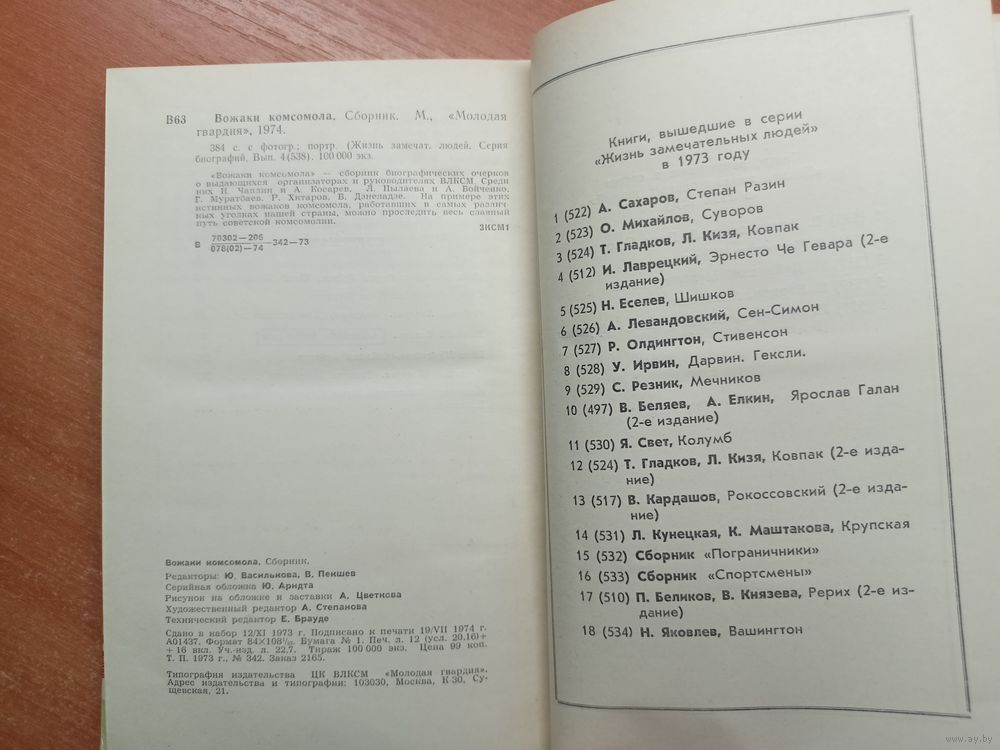 В63 Вожаки комсомола. Сборник. М., «Молодая
гвардия», 1974.
384 с. с фотогр.; портр. (Жизнь замечат. людей. Серия
биографий. Вып. 4(538). 100 000 экз.
«Вожаки комсомола» — сборник биографических очерков
о выдающихся организаторах и руководителях ВЛКСМ. Среди
них Н. Чаплин и А. Косарев, Л. Пылаева и А. Войченко,
Г. Муратбаев, Р. Хитаров, В. Дэнеладзе. На примере этих
истинных вожаков комсомола, работавших в самых различ-
ных уголках нашей страны, можно проследить весь славный
путь советской комсомолии.
3КСМ1
В 70302—205
078(02)—74 —342—73
Вожаки комсомола. Сборник.
Редакторы: Ю. Василькова, В. Пекшев
Серийная обложка Ю. Арндта
Рисунок на обложке и заставки А. Цветкова
Художественный редактор А. Степанова
Технический редактор Е. Брауде
Сдано в набор 12/XI 1973 г. Подписано к печати 19/VII 1974 г.
А01437. Формат 84×108¹/₃₂. Бумага № 1. Печ. л. 12 (усл. 20,16)+
+ 16 вкл. Уч.-изд. л. 22,7. Тираж 100 000 экз. Цена 99 коп.
Т. П. 1973 г., № 342. Заказ 2165.
Типография издательства ЦК ВЛКСМ «Молодая гвардия».
Адрес издательства и типографии: 103030, Москва, К-30, Су-
щевская, 21.
Книги, вышедшие в серии
«Жизнь замечательных людей»
в 1973 году
1 (522) А. Сахаров, Степан Разин
2 (523) О. Михайлов, Суворов
3 (524) Т. Гладков, Л. Кизя, Ковпак
4 (512) И. Лаврецкий, Эрнесто Че Гевара (2-е
издание)
5 (525) Н. Еселев, Шишков
6 (526) А. Левандовский, Сен-Симон
7 (527) Р. Олдингтон, Стивенсон
8 (528) У. Ирвин, Дарвин. Гексли.
9 (529) С. Резник, Мечников
10 (497) В. Беляев, А. Елкин, Ярослав Галан
(2-е издание)
11 (530) Я. Свет, Колумб
12 (524) Т. Гладков, Л. Кизя, Ковпак (2-е изда-
ние)
13 (517) В. Кардашов, Рокоссовский (2-е изда-
ние)
14 (531) Л. Кунецкая, К. Маштакова, Крупская
15 (532) Сборник «Пограничники»
16 (533) Сборник «Спортсмены»
17 (510) П. Беликов, В. Князева, Рерих (2-е из-
дание)
18 (534) Н. Яковлев, Вашингтон
www.ay.by